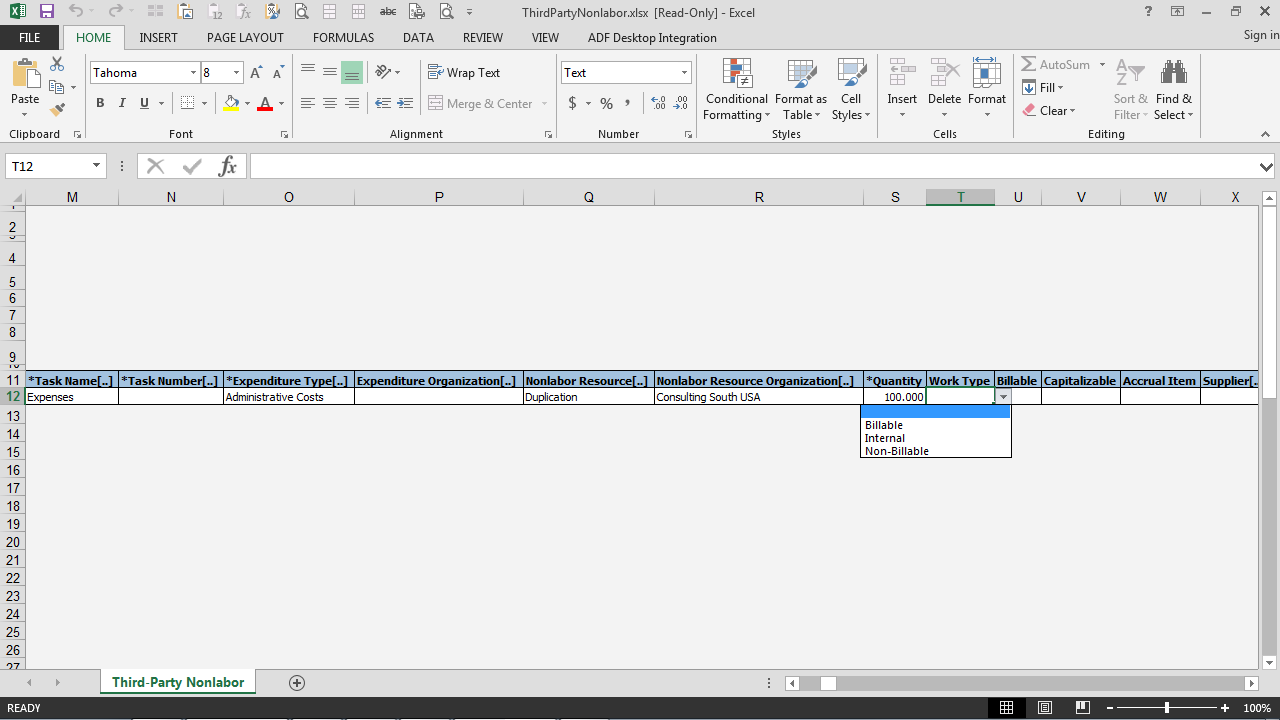 ThirdPartyNonlabor.xlsx [Read-Only] - Excel
FILE HOME INSERT PAGE LAYOUT FORMULAS DATA REVIEW VIEW ADF Desktop Integration Sign in
Paste
Clipboard
Tahoma 8
B I U
Font
Wrap Text
Merge & Center
Alignment
Text
$ % ,
Number
Conditional Formatting
Format as Table
Cell Styles
Styles
Insert
Delete
Format
Cells
AutoSum
Fill
Clear
Sort & Filter
Find & Select
Editing
T12
fx
M N O P Q R S T U V W X
2
4
5
6
7
8
9
11 *Task Name[..] *Task Number[..] *Expenditure Type[..] Expenditure Organization[..] Nonlabor Resource[..] Nonlabor Resource Organization[..] *Quantity Work Type Billable Capitalizable Accrual Item Supplier[..
12 Expenses Administrative Costs Duplication Consulting South USA 100.000
Billable
Internal
Non-Billable
13
14
15
16
17
18
19
20
21
22
23
24
25
26
27
Third-Party Nonlabor
READY 100%